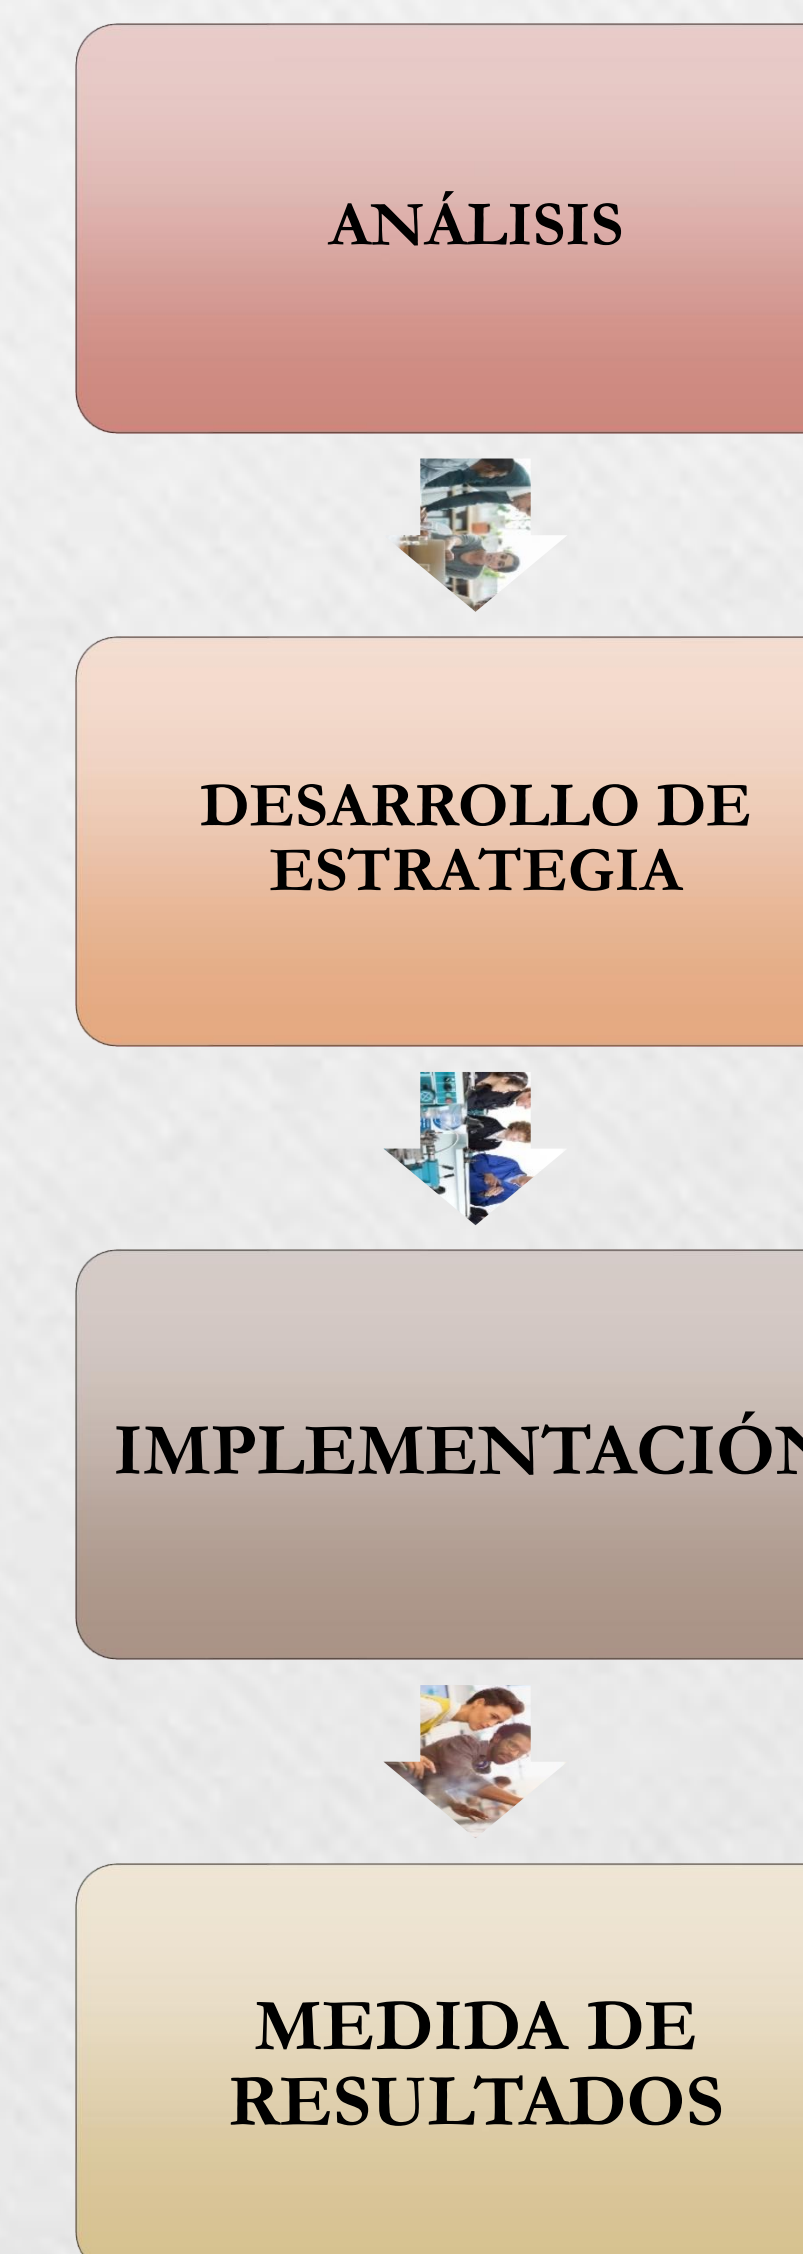 ANÁLISIS
DESARROLLO DE
ESTRATEGIA
IMPLEMENTACIÓN
MEDIDA DE
RESULTADOS